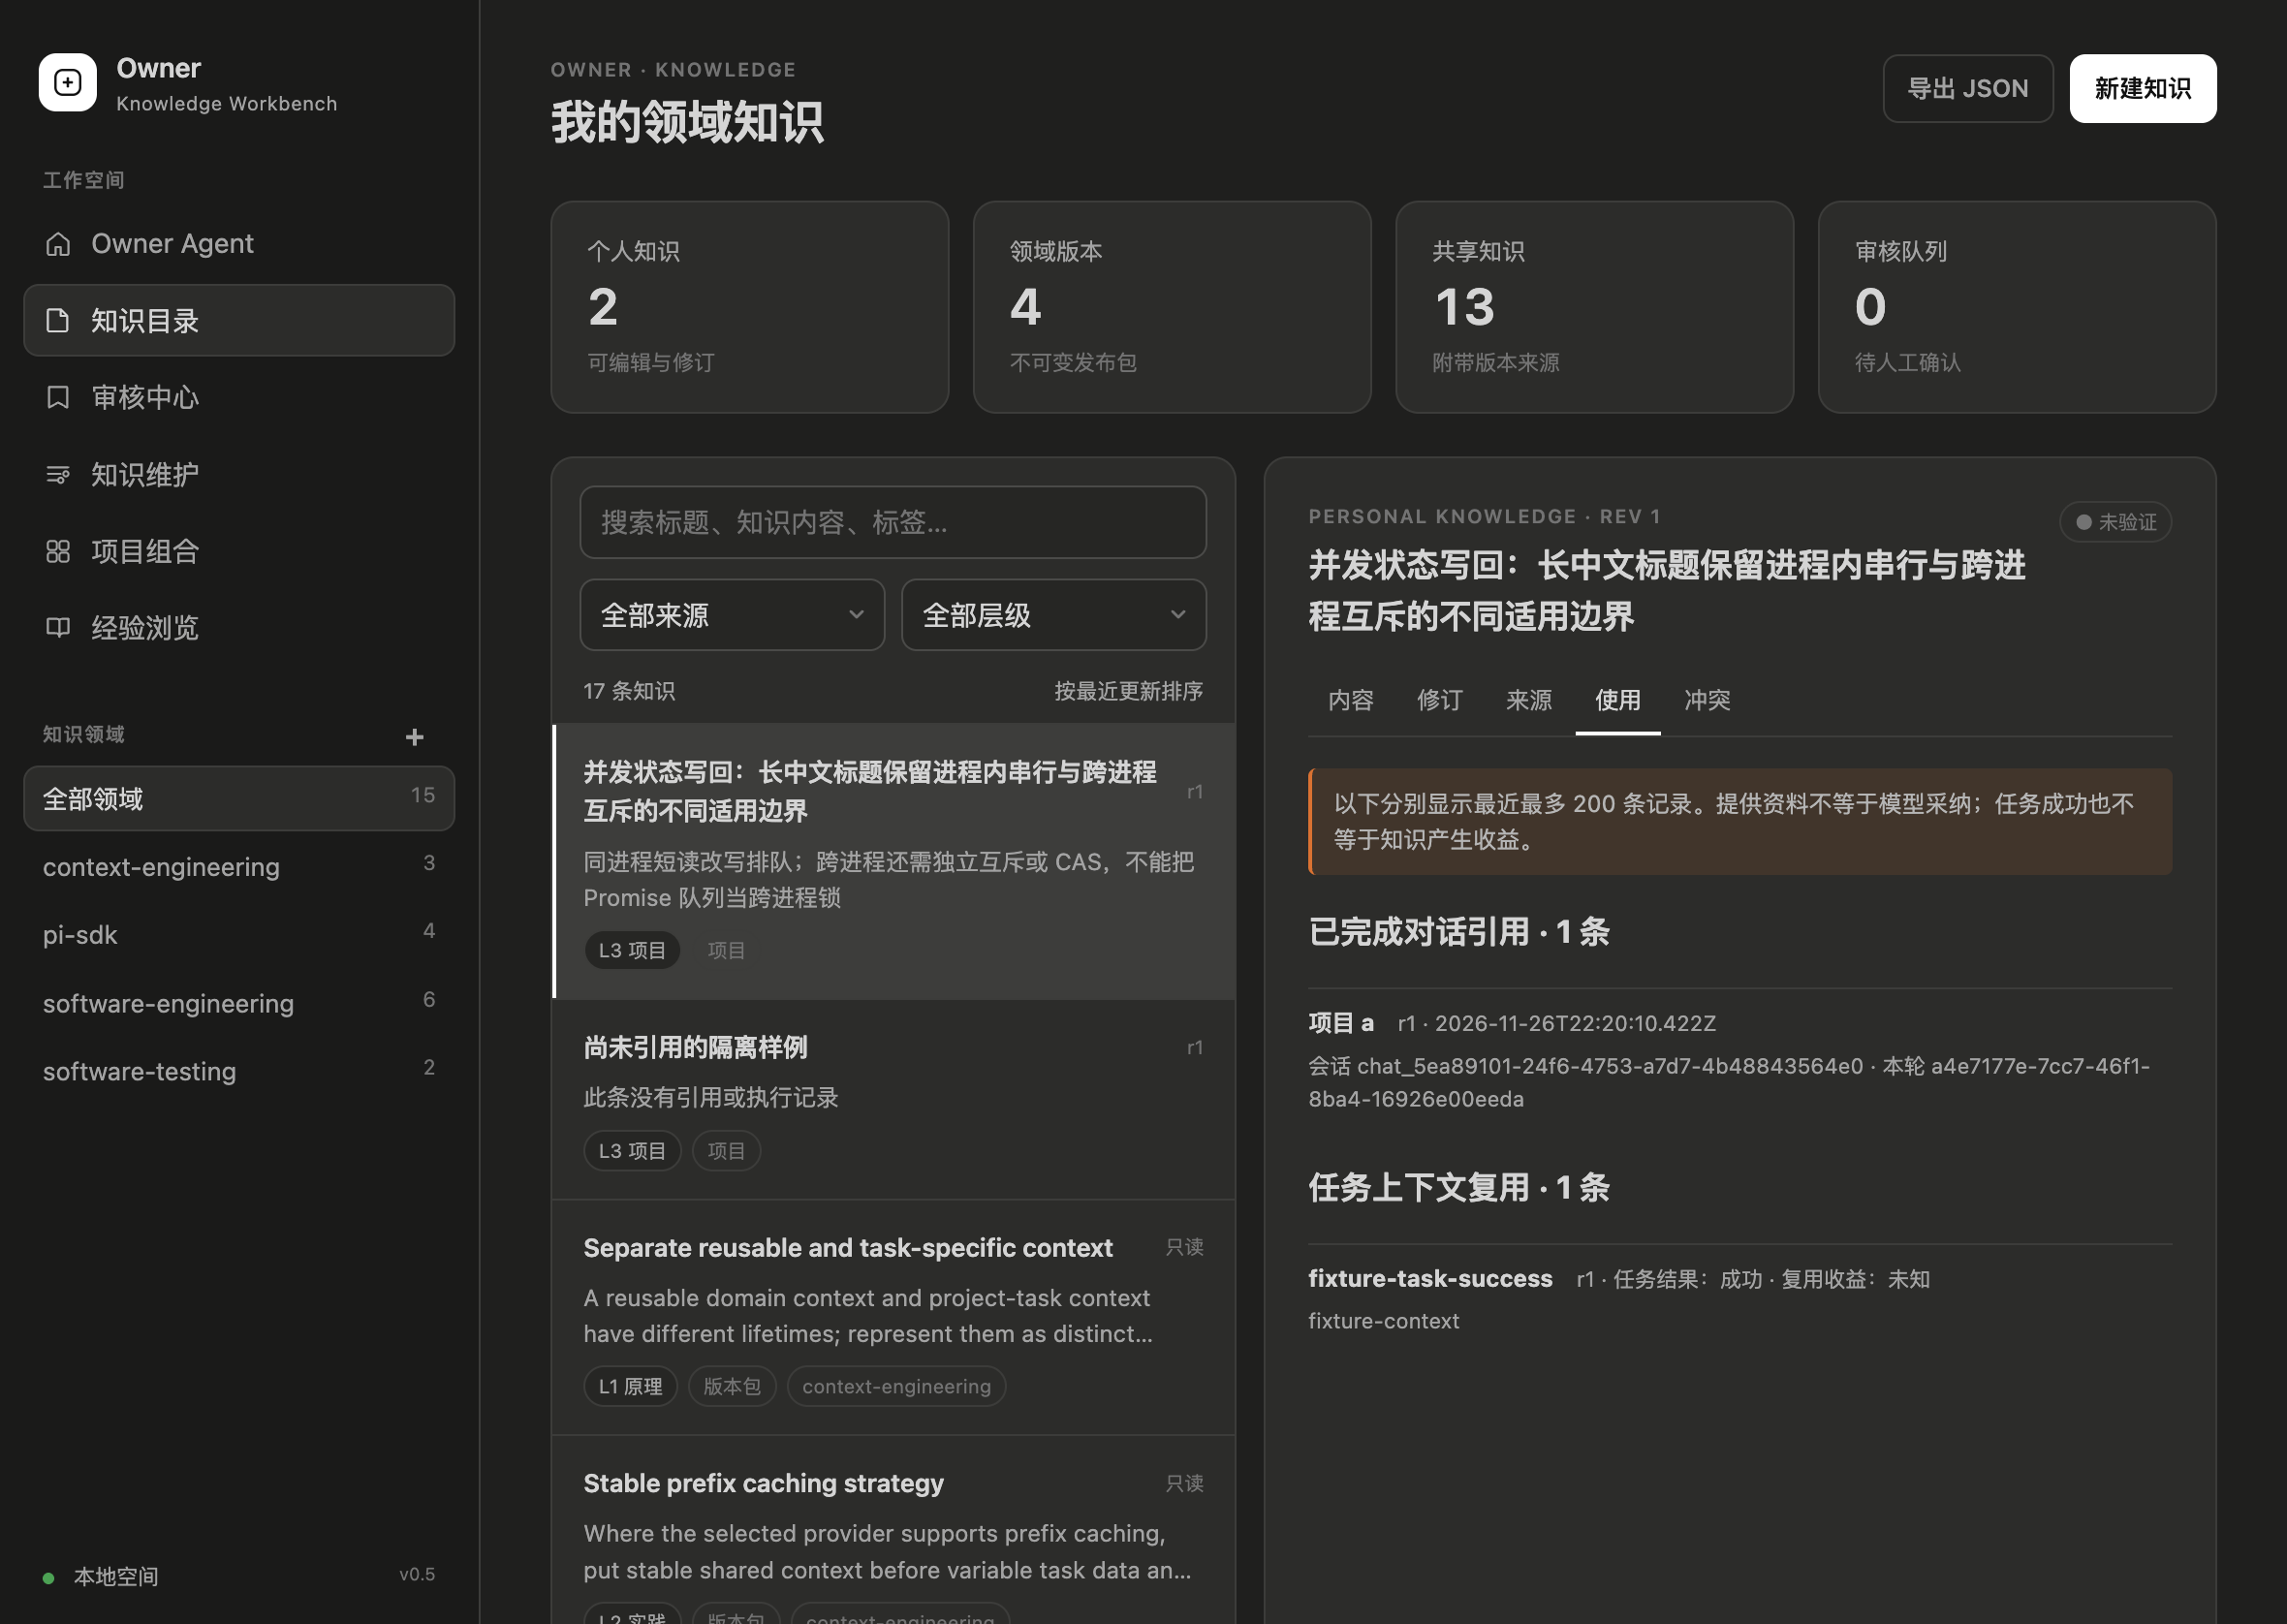 Owner
Knowledge Workbench
工作空间
Owner Agent
知识目录
审核中心
知识维护
项目组合
经验浏览
知识领域
+
全部领域 15
context-engineering 3
pi-sdk 4
software-engineering 6
software-testing 2
本地空间 v0.5
OWNER · KNOWLEDGE
我的领域知识
导出 JSON
新建知识
个人知识
2
可编辑与修订
领域版本
4
不可变发布包
共享知识
13
附带版本来源
审核队列
0
待人工确认
搜索标题、知识内容、标签...
全部来源 全部层级
17 条知识 按最近更新排序
并发状态写回：长中文标题保留进程内串行与跨进程
互斥的不同适用边界
r1
同进程短读改写排队；跨进程还需独立互斥或 CAS，不能把
Promise 队列当跨进程锁
L3 项目 项目
尚未引用的隔离样例 r1
此条没有引用或执行记录
L3 项目 项目
Separate reusable and task-specific context 只读
A reusable domain context and project-task context
have different lifetimes; represent them as distinct...
L1 原理 版本包 context-engineering
Stable prefix caching strategy 只读
Where the selected provider supports prefix caching,
put stable shared context before variable task data an...
L2 实践 版本包 context-engineering
PERSONAL KNOWLEDGE · REV 1
未验证
并发状态写回：长中文标题保留进程内串行与跨进
程互斥的不同适用边界
内容 修订 来源 使用 冲突
以下分别显示最近最多 200 条记录。提供资料不等于模型采纳；任务成功也不
等于知识产生收益。
已完成对话引用 · 1 条
项目 a r1 · 2026-11-26T22:20:10.422Z
会话 chat_5ea89101-24f6-4753-a7d7-4b48843564e0 · 本轮 a4e7177e-7cc7-46f1-
8ba4-16926e00eeda
任务上下文复用 · 1 条
fixture-task-success r1 · 任务结果：成功 · 复用收益：未知
fixture-context